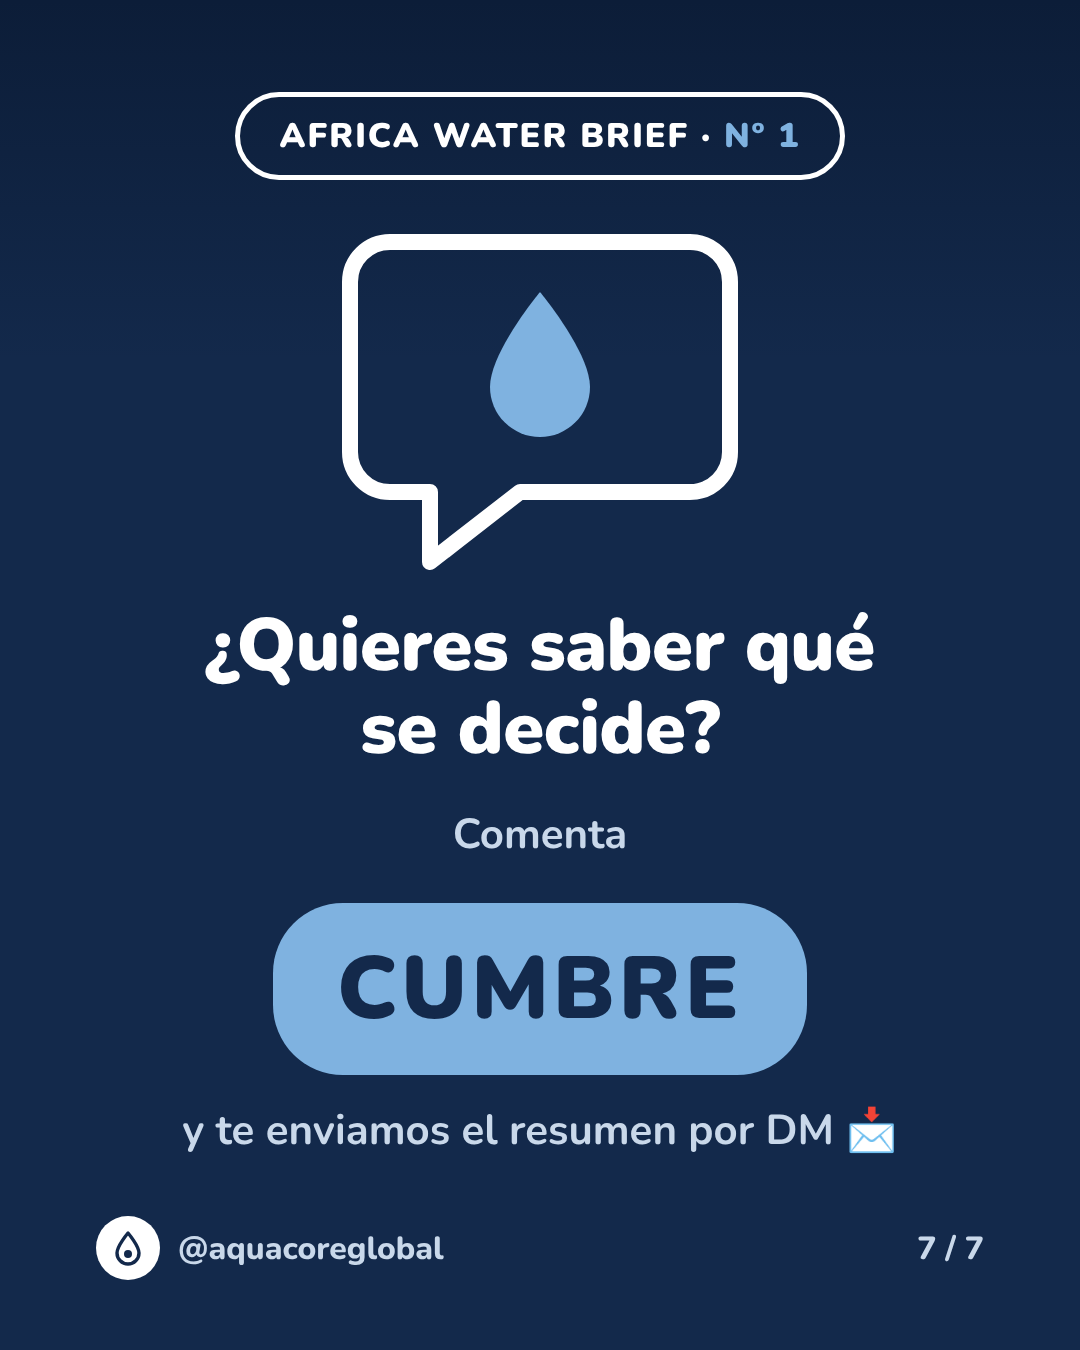 AFRICA WATER BRIEF · Nº 1
¿Quieres saber qué
se decide?
Comenta
CUMBRE
y te enviamos el resumen por DM 📩
@aquacoreglobal
7 / 7